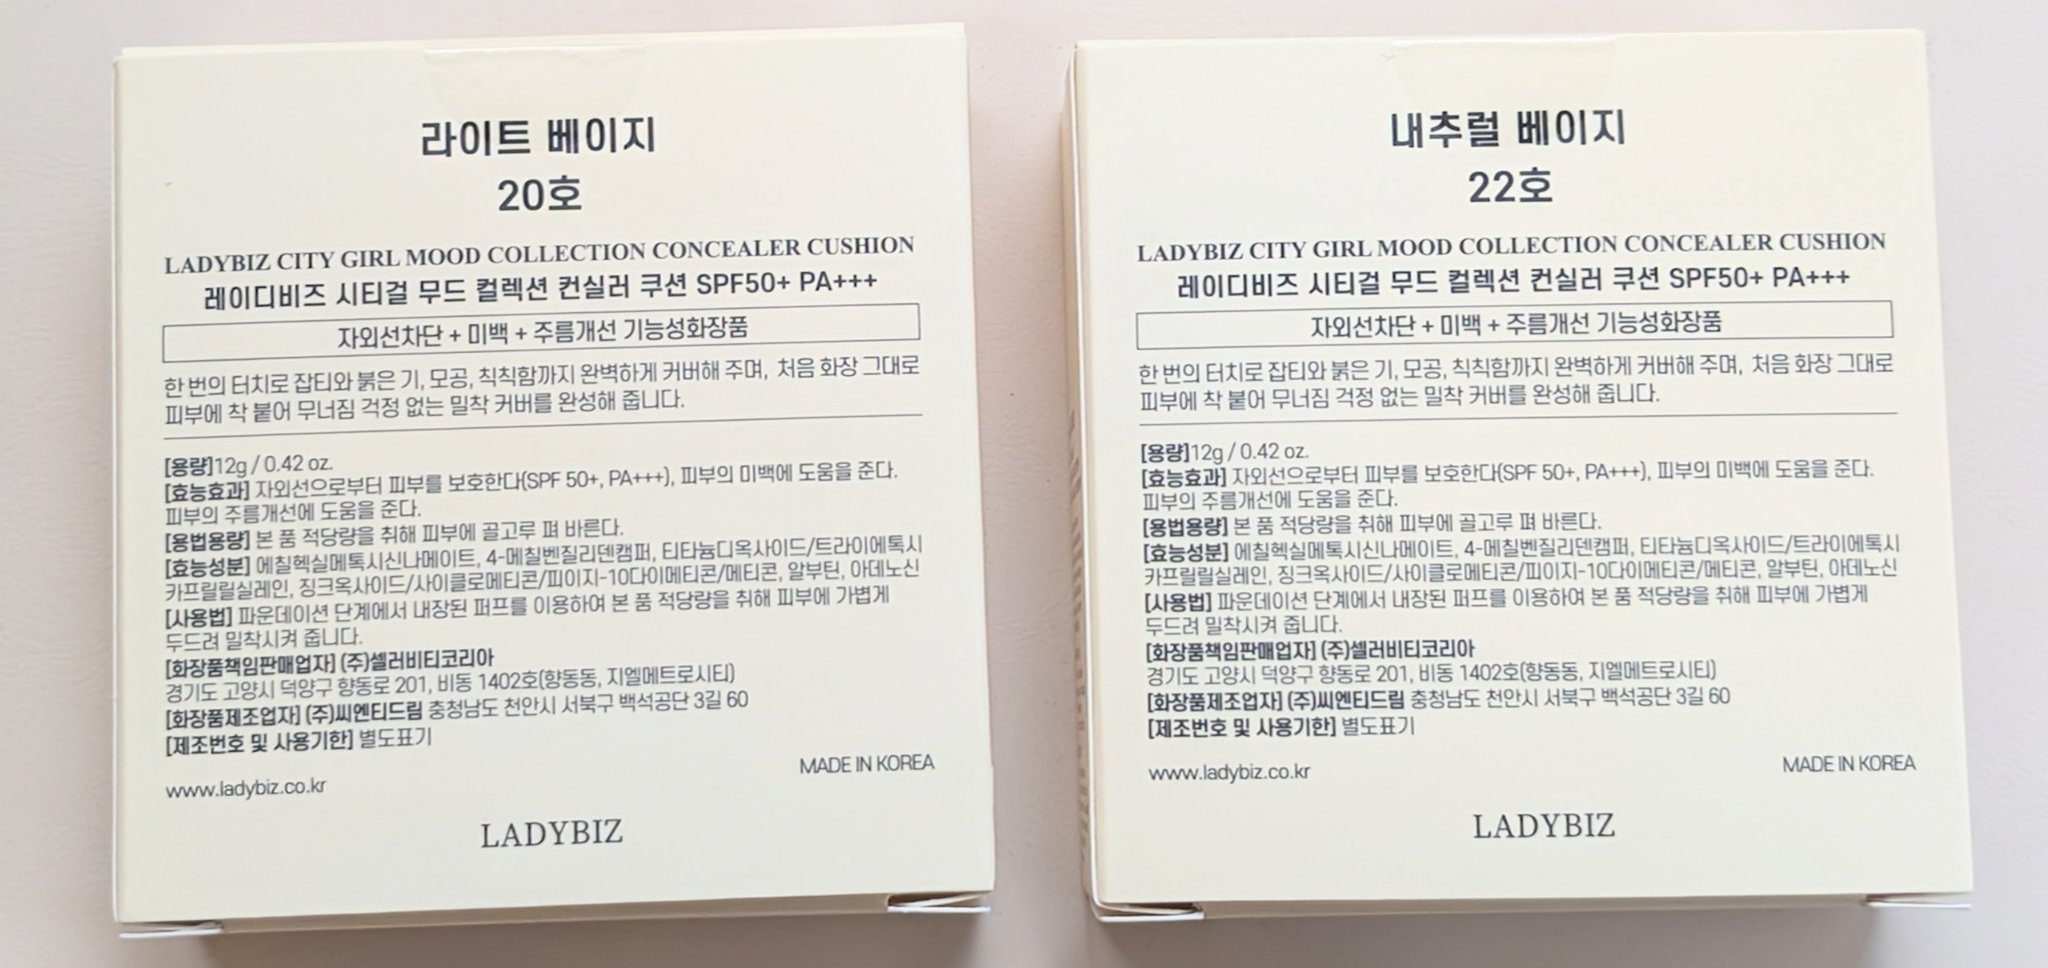 라이트 베이지
20호
LADYBIZ CITY GIRL MOOD COLLECTION CONCEALER CUSHION
레이디비즈 시티걸 무드 컬렉션 컨실러 쿠션 SPF50+ PA+++
자외선차단 + 미백 + 주름개선 기능성화장품
한 번의 터치로 잡티와 붉은 기, 모공, 칙칙함까지 완벽하게 커버해 주며, 처음 화장 그대로
피부에 착 붙어 무너짐 걱정 없는 밀착 커버를 완성해 줍니다.
[용량]12g / 0.42 oz.
[효능효과] 자외선으로부터 피부를 보호한다(SPF 50+, PA+++), 피부의 미백에 도움을 준다.
피부의 주름개선에 도움을 준다.
[용법용량] 본 품 적당량을 취해 피부에 골고루 펴 바른다.
[효능성분] 에칠헥실메톡시신나메이트, 4-메칠벤질리덴캠퍼, 티타늄디옥사이드/트라이에톡시
카프릴릴실레인, 징크옥사이드/사이클로메티콘/피이지-10다이메티콘/메티콘, 알부틴, 아데노신
[사용법] 파운데이션 단계에서 내장된 퍼프를 이용하여 본 품 적당량을 취해 피부에 가볍게
두드려 밀착시켜 줍니다.
[화장품책임판매업자] (주)셀러비티코리아
경기도 고양시 덕양구 향동로 201, 비동 1402호(향동동, 지엘메트로시티)
[화장품제조업자] (주)씨엔티드림 충청남도 천안시 서북구 백석공단 3길 60
[제조번호 및 사용기한] 별도표기
MADE IN KOREA
www.ladybiz.co.kr
LADYBIZ
내추럴 베이지
22호
LADYBIZ CITY GIRL MOOD COLLECTION CONCEALER CUSHION
레이디비즈 시티걸 무드 컬렉션 컨실러 쿠션 SPF50+ PA+++
자외선차단 + 미백 + 주름개선 기능성화장품
한 번의 터치로 잡티와 붉은 기, 모공, 칙칙함까지 완벽하게 커버해 주며, 처음 화장 그대로
피부에 착 붙어 무너짐 걱정 없는 밀착 커버를 완성해 줍니다.
[용량]12g / 0.42 oz.
[효능효과] 자외선으로부터 피부를 보호한다(SPF 50+, PA+++), 피부의 미백에 도움을 준다.
피부의 주름개선에 도움을 준다.
[용법용량] 본 품 적당량을 취해 피부에 골고루 펴 바른다.
[효능성분] 에칠헥실메톡시신나메이트, 4-메칠벤질리덴캠퍼, 티타늄디옥사이드/트라이에톡시
카프릴릴실레인, 징크옥사이드/사이클로메티콘/피이지-10다이메티콘/메티콘, 알부틴, 아데노신
[사용법] 파운데이션 단계에서 내장된 퍼프를 이용하여 본 품 적당량을 취해 피부에 가볍게
두드려 밀착시켜 줍니다.
[화장품책임판매업자] (주)셀러비티코리아
경기도 고양시 덕양구 향동로 201, 비동 1402호(향동동, 지엘메트로시티)
[화장품제조업자] (주)씨엔티드림 충청남도 천안시 서북구 백석공단 3길 60
[제조번호 및 사용기한] 별도표기
MADE IN KOREA
www.ladybiz.co.kr
LADYBIZ